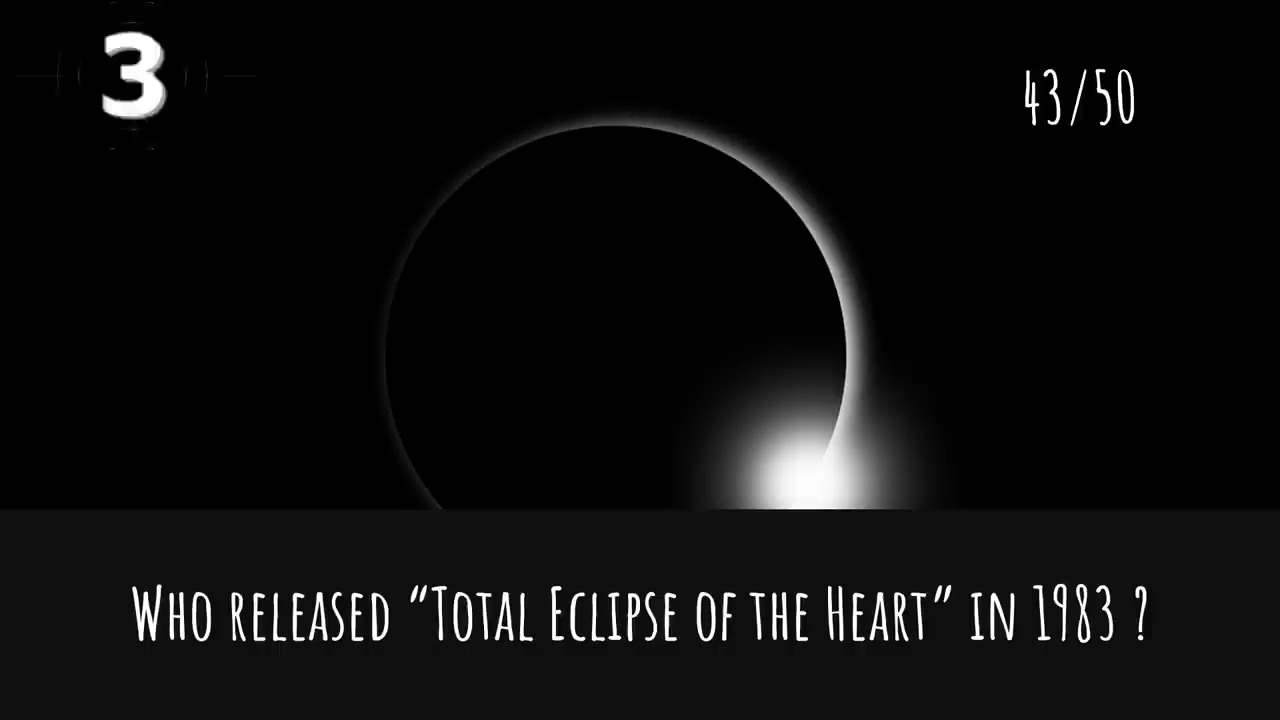 3
43/50
Who released “Total Eclipse of the Heart” in 1983 ?